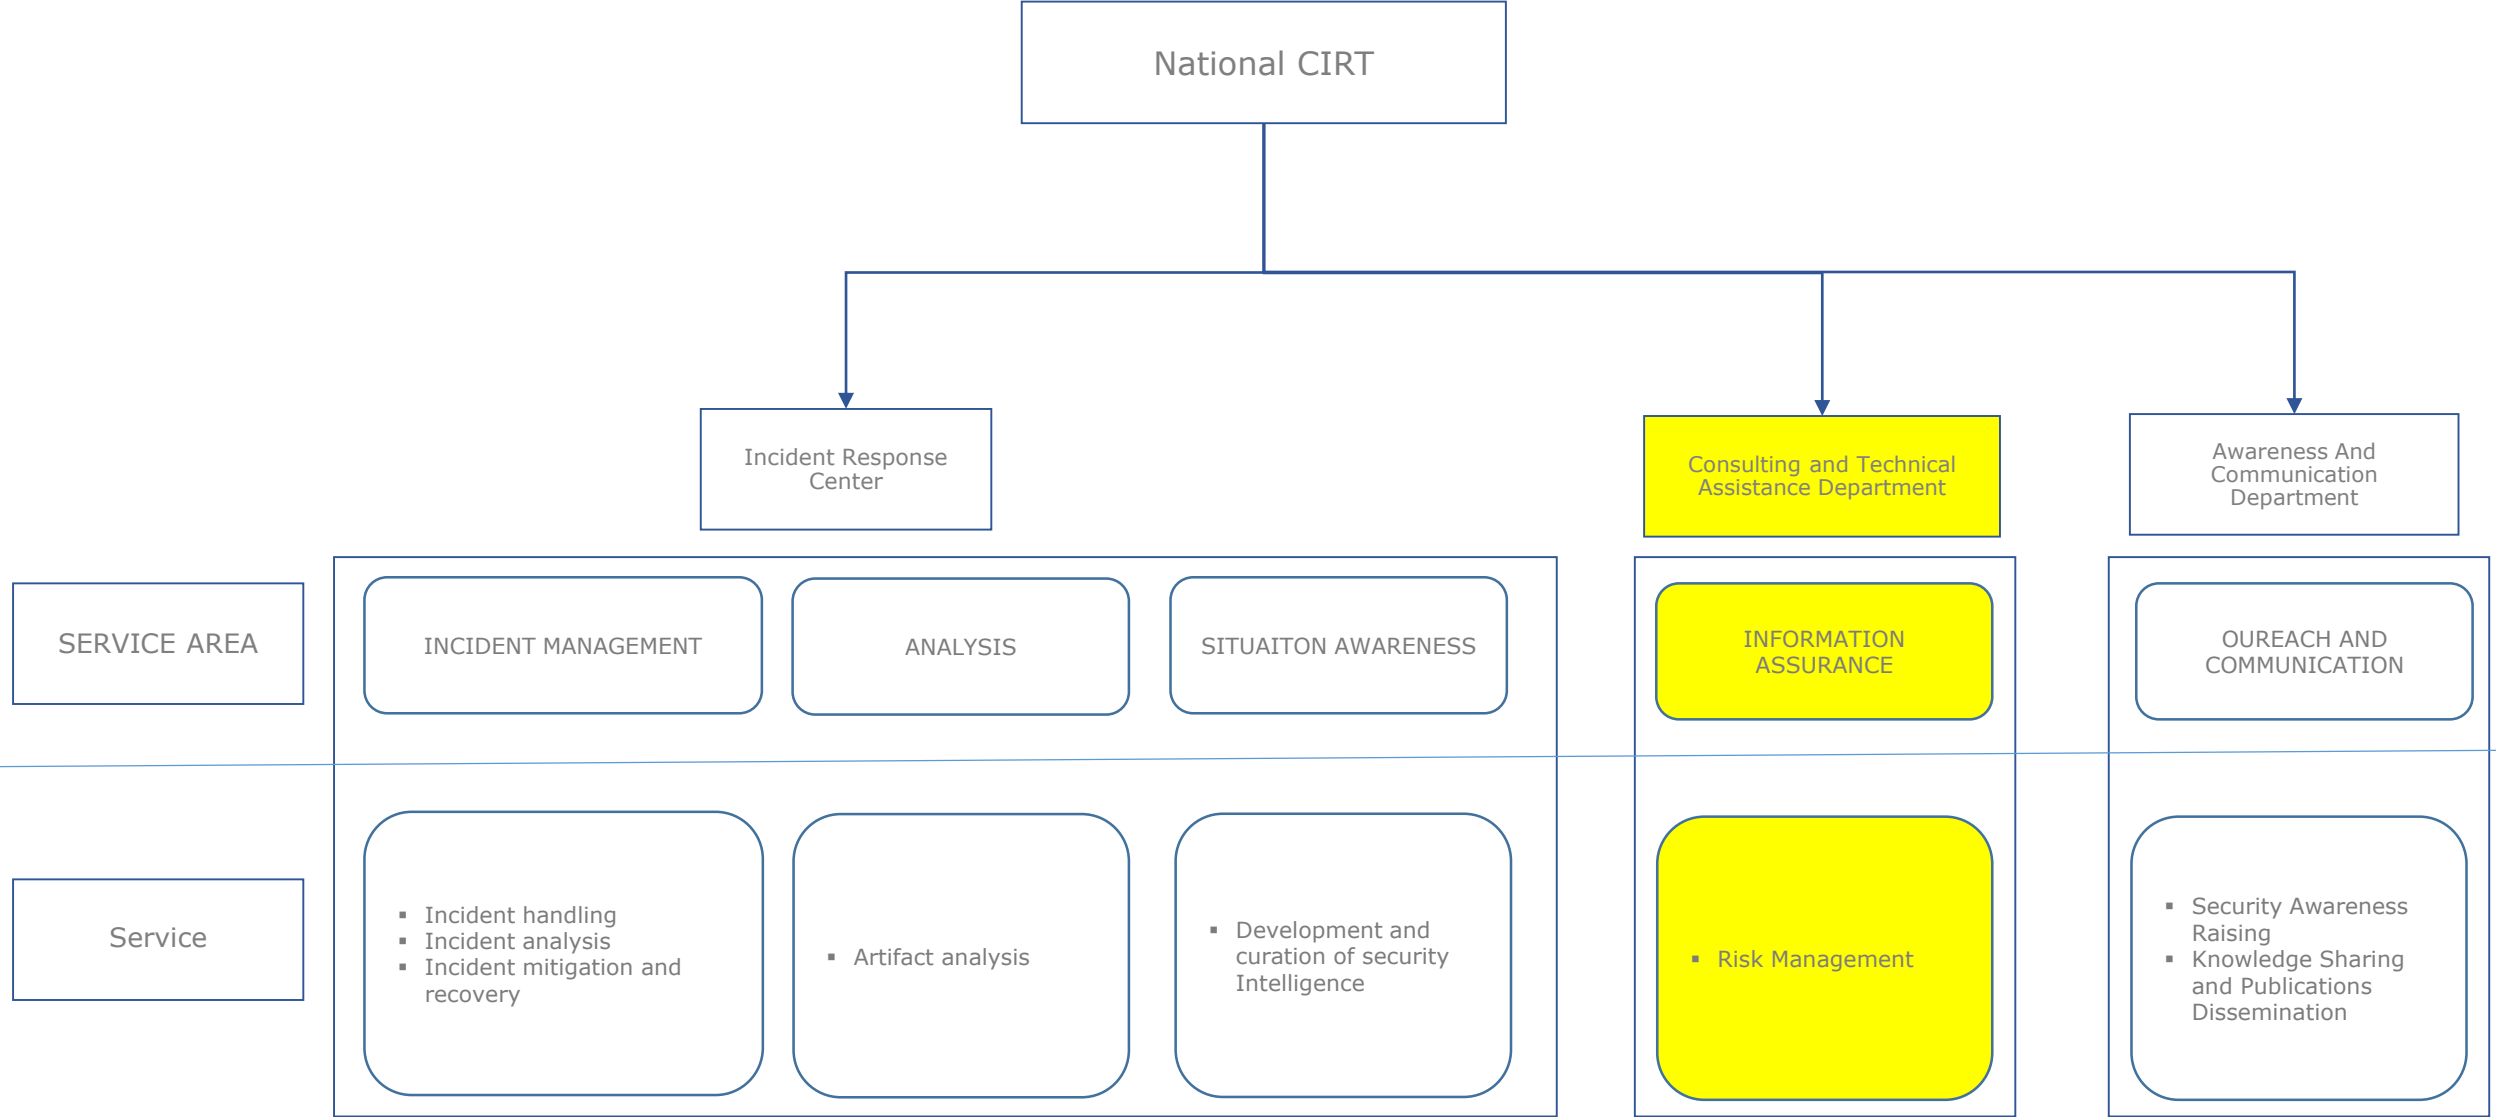 National CIRT
Incident Response
Center
Consulting and Technical
Assistance Department
Awareness And
Communication
Department
SERVICE AREA
INCIDENT MANAGEMENT
ANALYSIS
SITUAITON AWARENESS
INFORMATION
ASSURANCE
OUREACH AND
COMMUNICATION
Service
▪ Incident handling
▪ Incident analysis
▪ Incident mitigation and
recovery
▪ Artifact analysis
▪ Development and
curation of security
Intelligence
▪ Risk Management
▪ Security Awareness
Raising
▪ Knowledge Sharing
and Publications
Dissemination